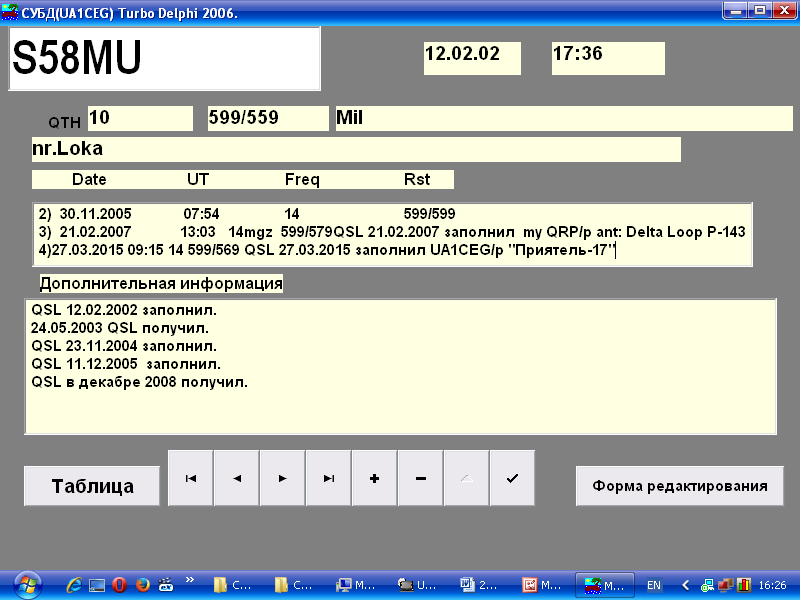 СУБД(UA1CEG) Turbo Delphi 2006.
S58MU
12.02.02 17:36
QTH 10 599/559 Mil
nr.Loka
Date UT Freq Rst
2) 30.11.2005 07:54 14 599/599
3) 21.02.2007 13:03 14mgz 599/579QSL 21.02.2007 заполнил my QRP/p ant: Delta Loop P-143
4)27.03.2015 09:15 14 599/569 QSL 27.03.2015 заполнил UA1CEG/p "Приятель-17"
Дополнительная информация
QSL 12.02.2002 заполнил.
24.05.2003 QSL получил.
QSL 23.11.2004 заполнил.
QSL 11.12.2005 заполнил.
QSL в декабре 2008 получил.
Таблица
Форма редактирования
С... С... М... U... 2... М... М... EN 16:26